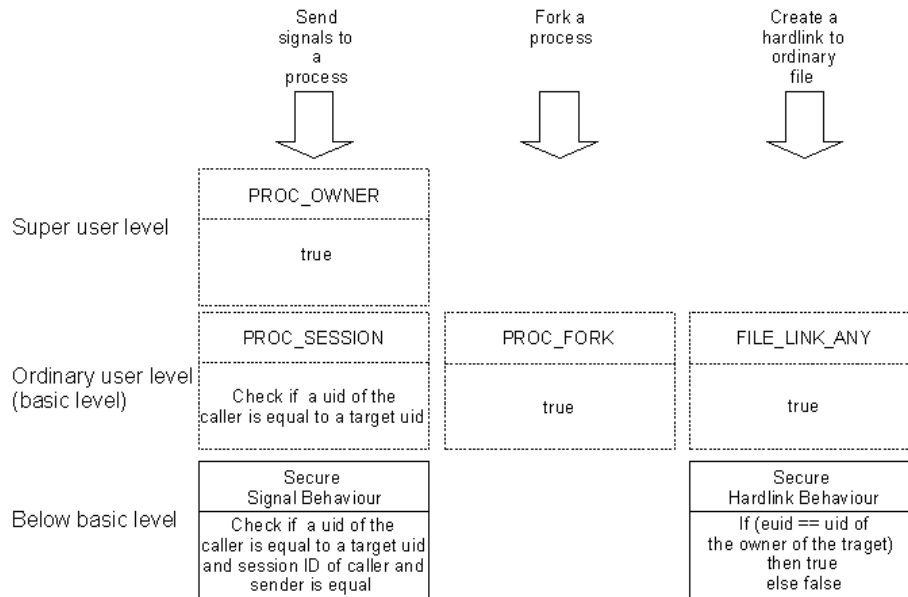 Send
signals to
a
process
Fork a
process
Create a
hardlink to
ordinary
file
Super user level
PROC_OWNER
true
Ordinary user level
(basic level)
PROC_SESSION
Check if a uid of the
caller is equal to a target uid
PROC_FORK
true
FILE_LINK_ANY
true
Below basic level
Secure
Signal Behaviour
Check if a uid of the
caller is equal to a target uid
and session ID of caller and
sender is equal
Secure
Hardlink Behaviour
If (euid == uid of
the owner of the traget)
then true
else false